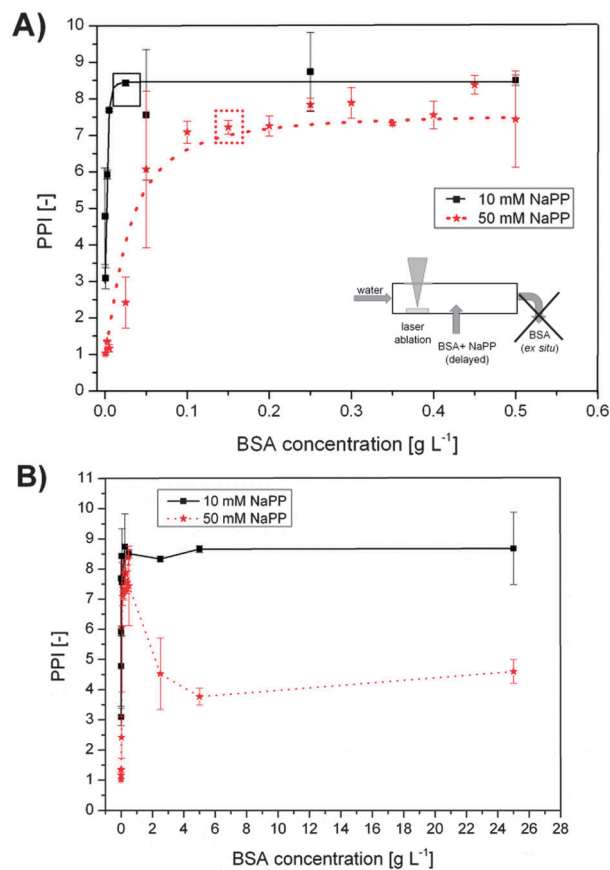 A)
10
9
8
7
6
5
4
3
2
1
0
PPI [-]
0.0 0.1 0.2 0.3 0.4 0.5 0.6
BSA concentration [g L⁻¹]
10 mM NaPP
50 mM NaPP
water
laser
ablation
BSA+ NaPP
(delayed)
BSA
(ex situ)
B)
11
10
9
8
7
6
5
4
3
2
1
0
PPI [-]
0 2 4 6 8 10 12 14 16 18 20 22 24 26 28
BSA concentration [g L⁻¹]
10 mM NaPP
50 mM NaPP